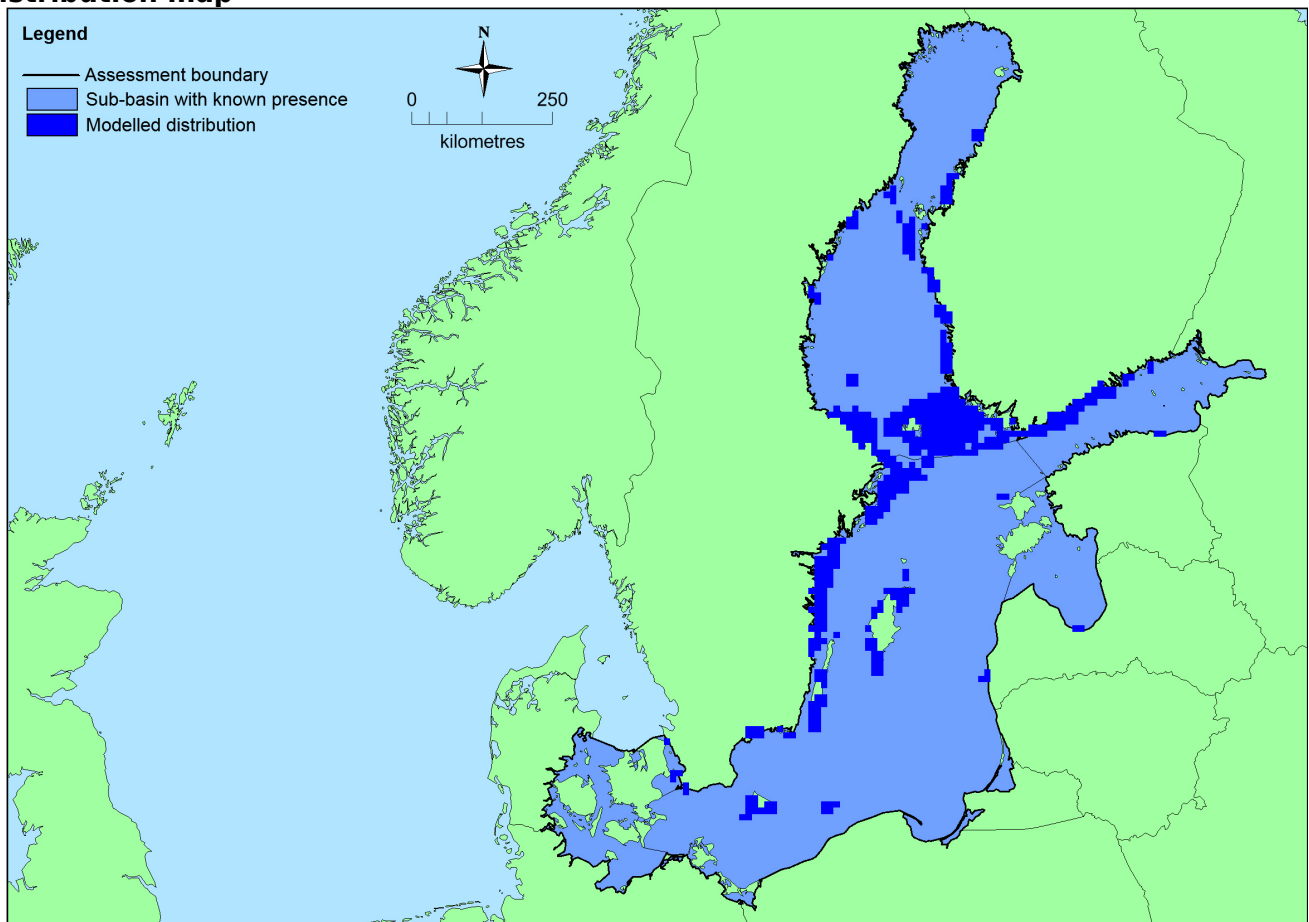 Legend
N
Assessment boundary
Sub-basin with known presence
Modelled distribution
0 250
kilometres